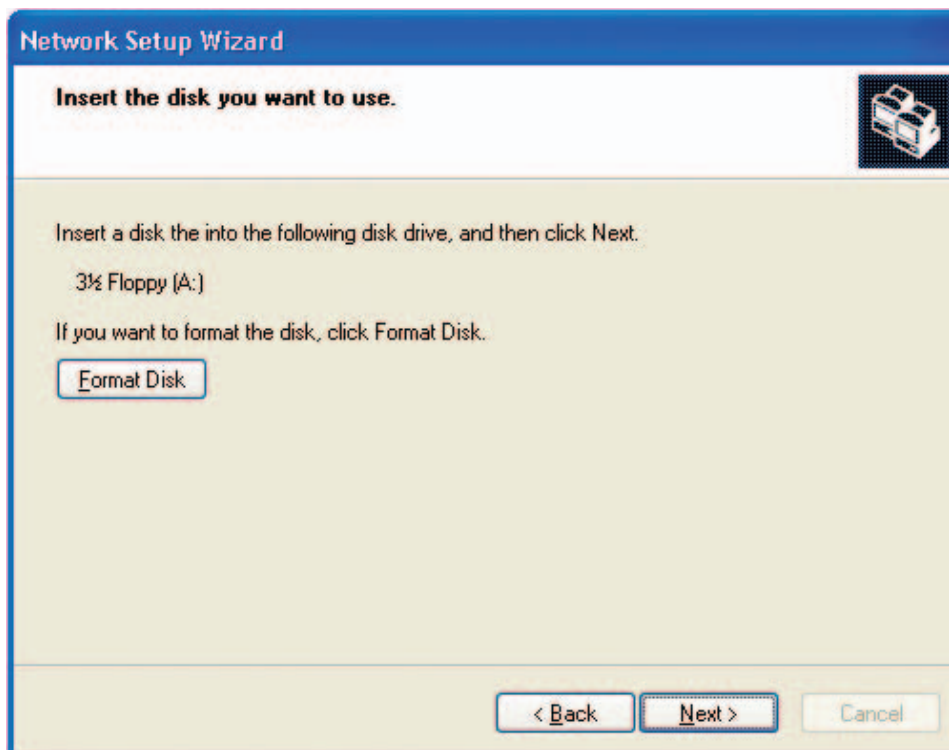 Network Setup Wizard
Insert the disk you want to use.
Insert a disk the into the following disk drive, and then click Next.
3½ Floppy (A:)
If you want to format the disk, click Format Disk.
Format Disk
< Back Next > Cancel